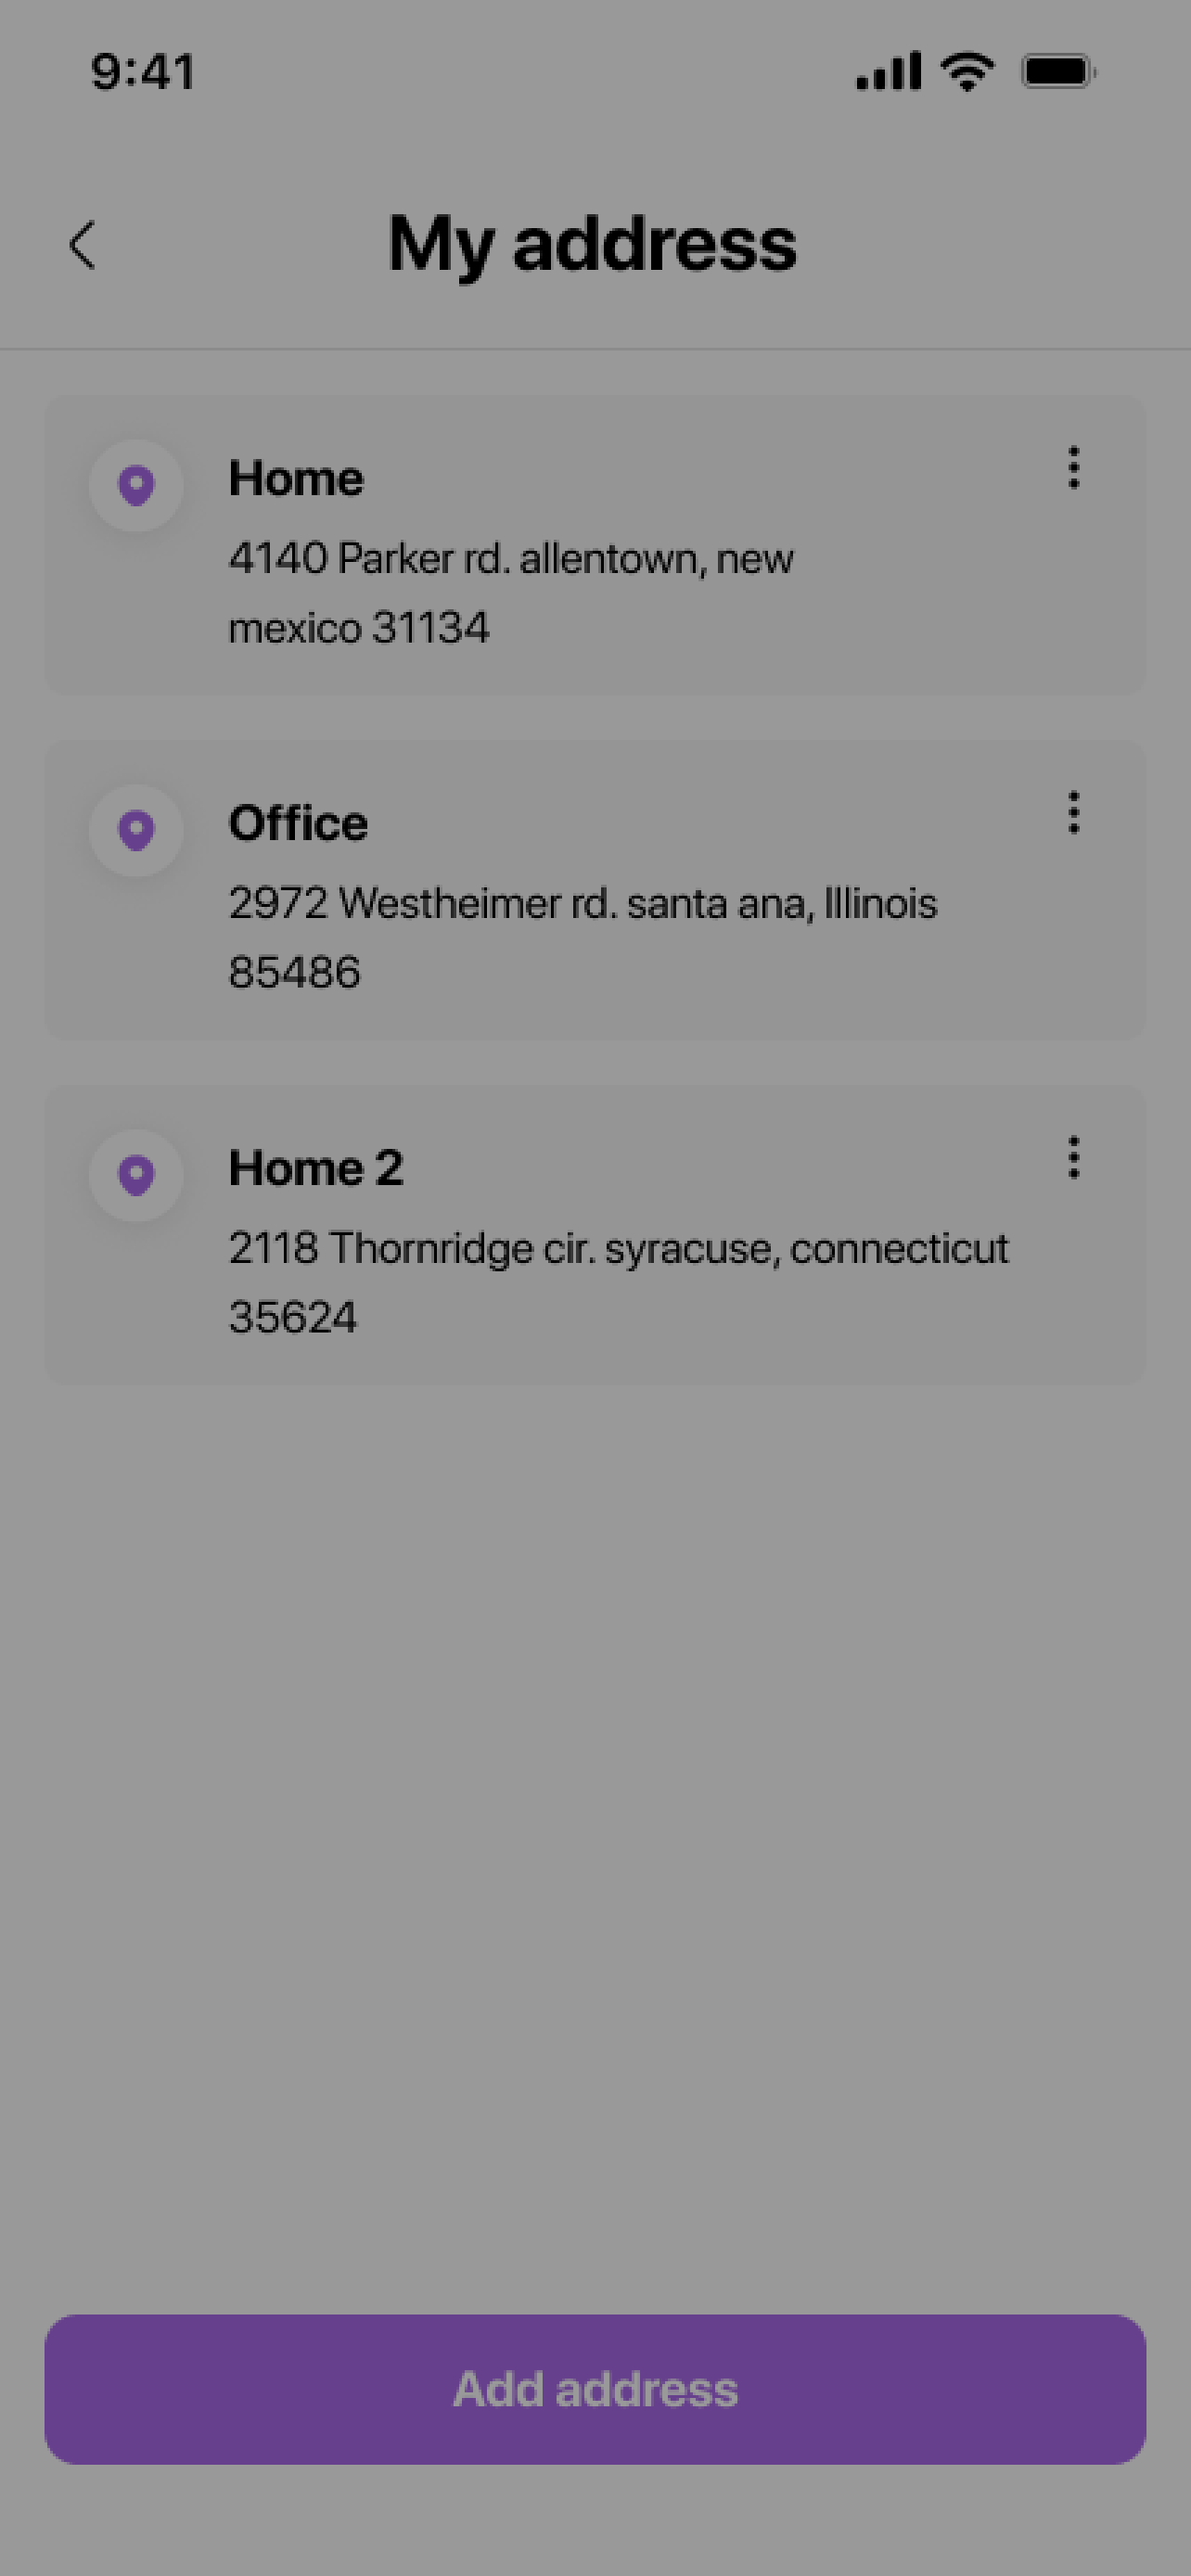 9:41
My address
Home
4140 Parker rd. allentown, new
mexico 31134
Office
2972 Westheimer rd. santa ana, Illinois
85486
Home 2
2118 Thornridge cir. syracuse, connecticut
35624
Add address